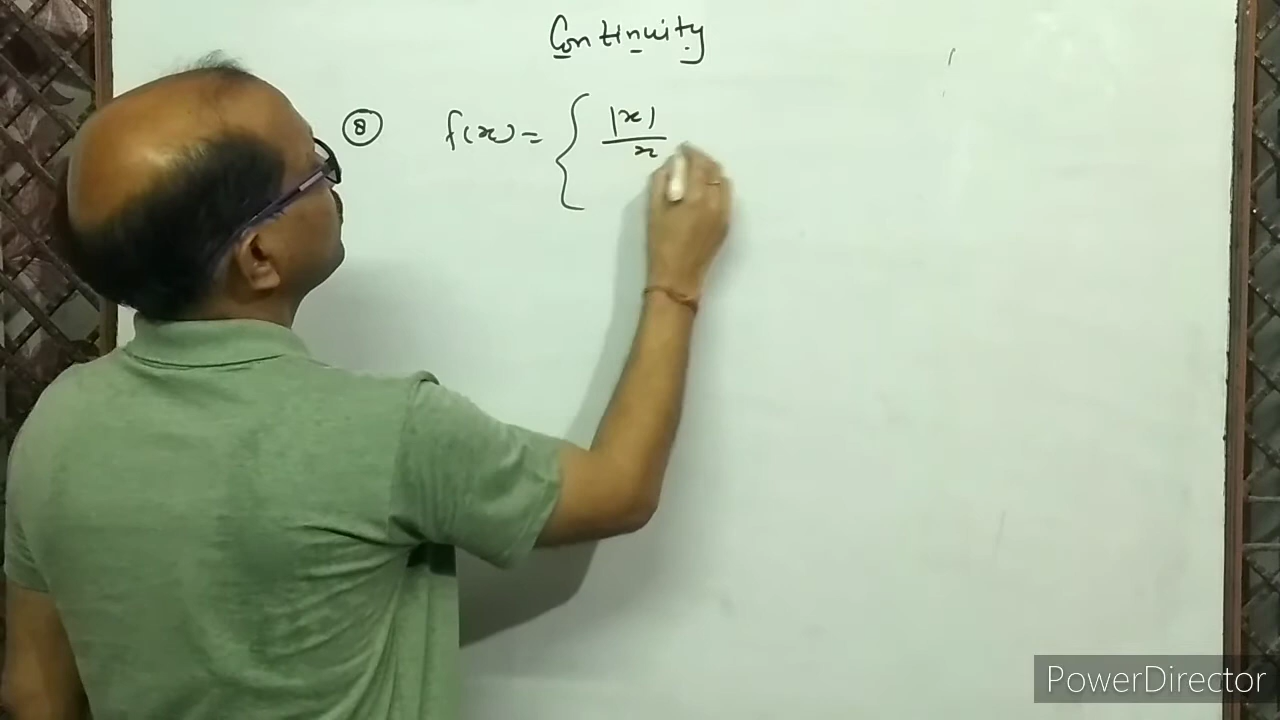 Continuity
⑧ f(x) = { |x| / x
PowerDirector